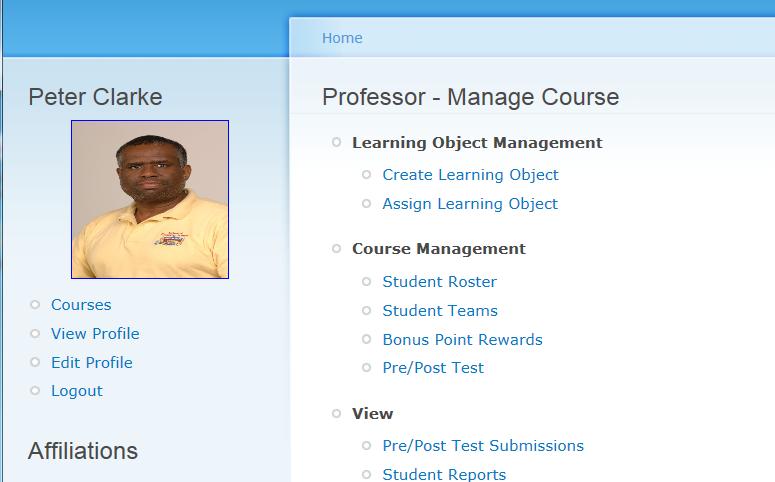 Home
Peter Clarke
Courses
View Profile
Edit Profile
Logout
Affiliations
Professor - Manage Course
Learning Object Management
Create Learning Object
Assign Learning Object
Course Management
Student Roster
Student Teams
Bonus Point Rewards
Pre/Post Test
View
Pre/Post Test Submissions
Student Reports